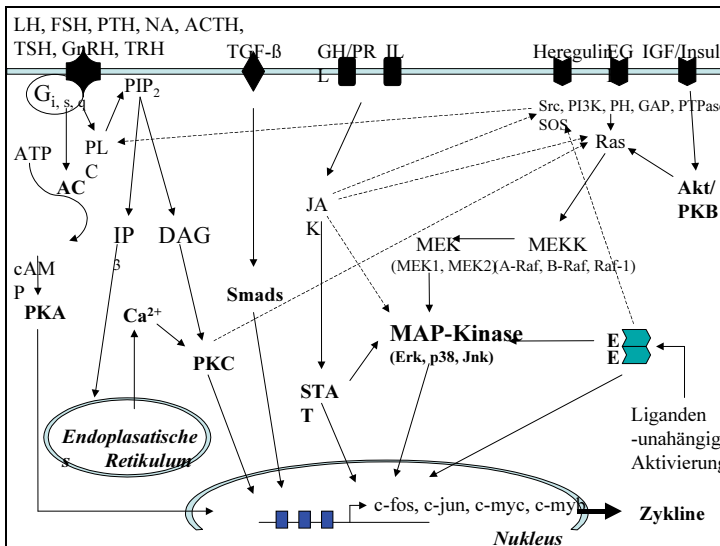 LH, FSH, PTH, NA, ACTH,
TSH, GnRH, TRH
TGF-ß
GH/PR
L
IL
Heregulin
EG
IGF/Insul
G i, s, q
PIP2
Src, PI3K, PH, GAP, PTPase
SOS
PL
C
Ras
ATP
AC
Akt/
PKB
JA
K
IP
3
DAG
MEK
MEKK
(MEK1, MEK2)
(A-Raf, B-Raf, Raf-1)
cAM
P
PKA
Smads
Ca2+
MAP-Kinase
(Erk, p38, Jnk)
E
E
PKC
STA
T
Liganden
-unahängig
Aktivierung
Endoplasatische
s Retikulum
c-fos, c-jun, c-myc, c-myb
Zykline
Nukleus